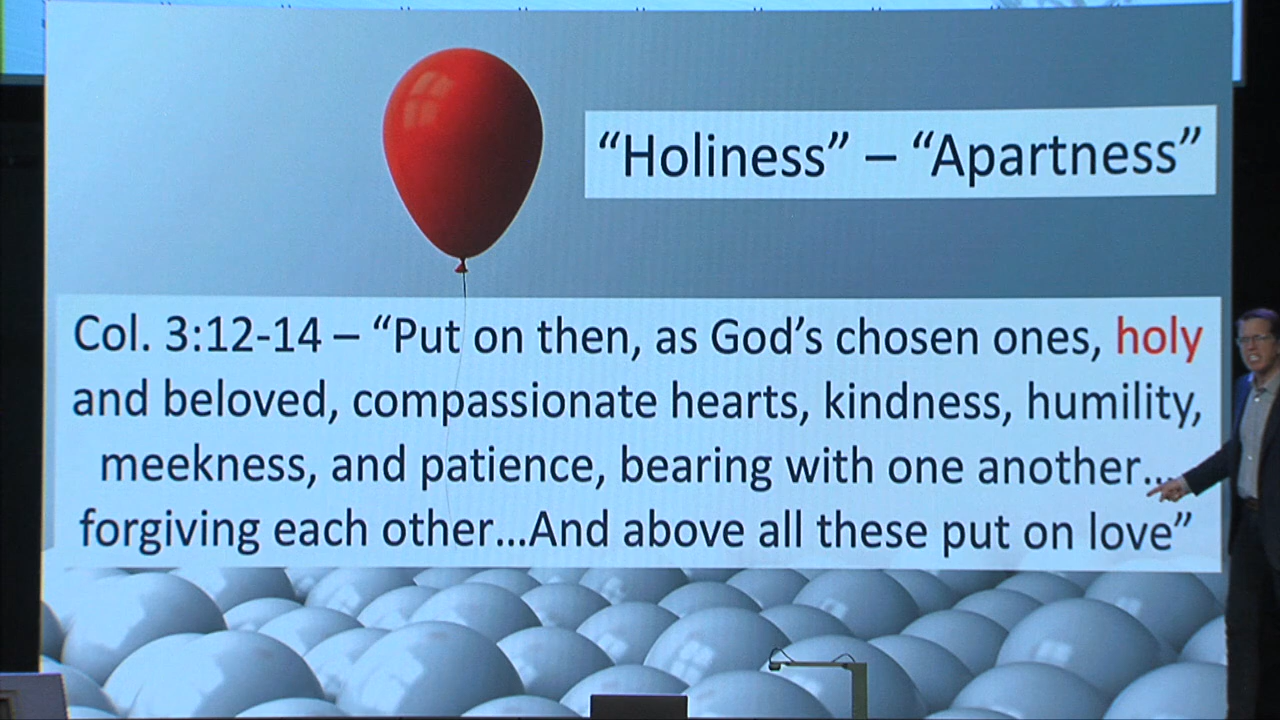 “Holiness” – “Apartness”
Col. 3:12-14 – “Put on then, as God’s chosen ones, holy
and beloved, compassionate hearts, kindness, humility,
meekness, and patience, bearing with one another...
forgiving each other...And above all these put on love”